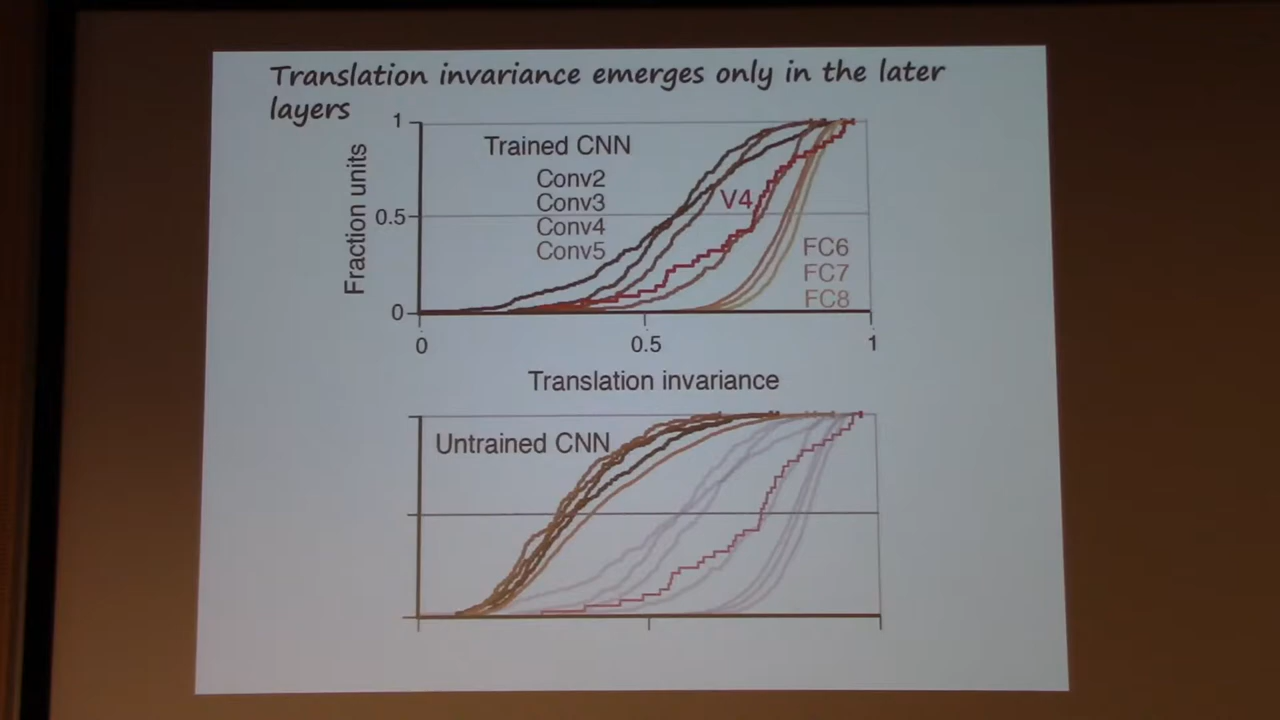 Translation invariance emerges only in the later
layers
1
Trained CNN
Conv2
Conv3
Conv4
Conv5
V4
0.5
Fraction units
FC6
FC7
FC8
0
0
0.5
1
Translation invariance
Untrained CNN